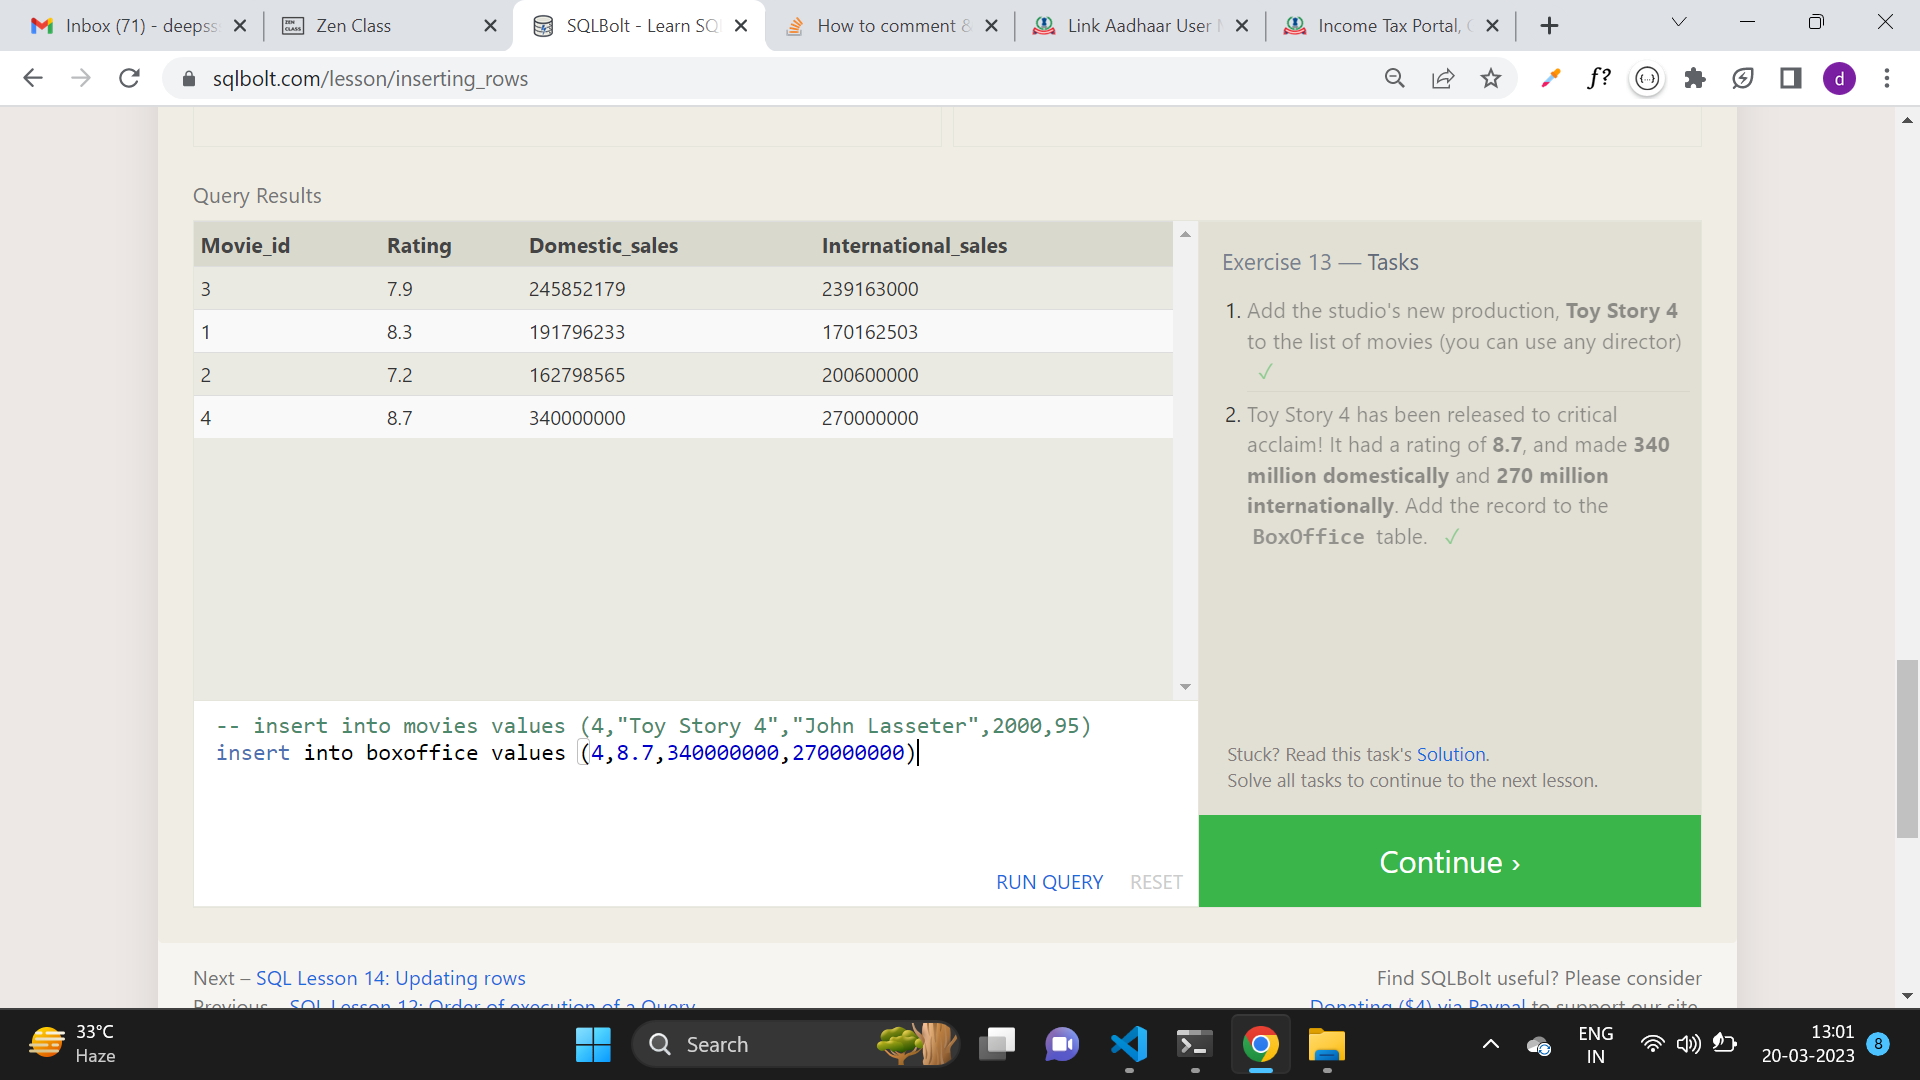 Inbox (71) - deepss
Zen Class
SQLBolt - Learn SQL
How to comment &
Link Aadhaar User
Income Tax Portal,
sqlbolt.com/lesson/inserting_rows
f?
d
Query Results
Movie_id Rating Domestic_sales International_sales
3 7.9 245852179 239163000
1 8.3 191796233 170162503
2 7.2 162798565 200600000
4 8.7 340000000 270000000
Exercise 13 — Tasks
1. Add the studio's new production, Toy Story 4
to the list of movies (you can use any director)
✓
2. Toy Story 4 has been released to critical
acclaim! It had a rating of 8.7, and made 340
million domestically and 270 million
internationally. Add the record to the
BoxOffice table. ✓
-- insert into movies values (4,"Toy Story 4","John Lasseter",2000,95)
insert into boxoffice values (4,8.7,340000000,270000000)
RUN QUERY RESET
Stuck? Read this task's Solution.
Solve all tasks to continue to the next lesson.
Continue ›
Next – SQL Lesson 14: Updating rows
Previous – SQL Lesson 12: Order of execution of a Query
Find SQLBolt useful? Please consider
Donating ($4) via Paypal to support our site.
33°C
Haze
Search
ENG
IN
13:01
20-03-2023
8